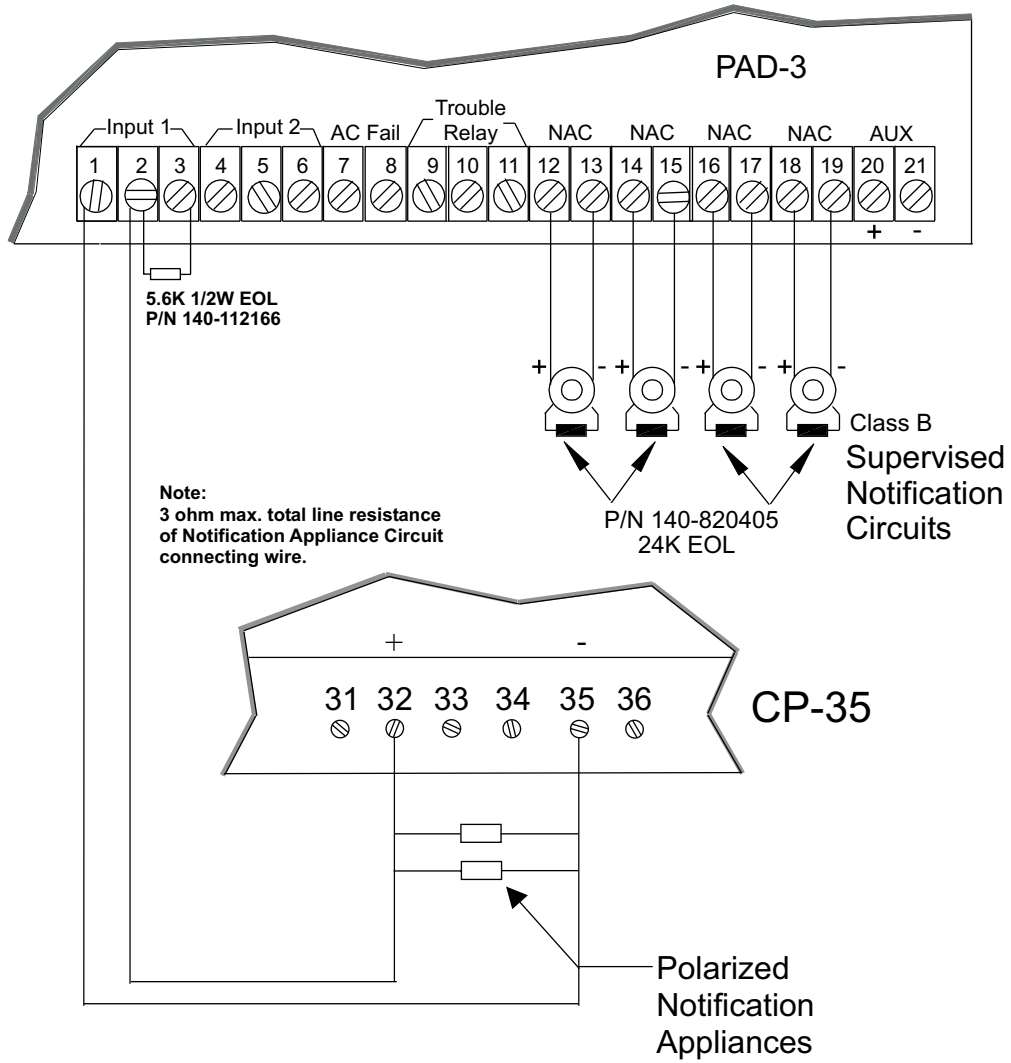 PAD-3
Trouble
Input 1 Input 2 AC Fail Relay NAC NAC NAC NAC AUX
1 2 3 4 5 6 7 8 9 10 11 12 13 14 15 16 17 18 19 20 21
+ -
5.6K 1/2W EOL
P/N 140-112166
+ - + - + - + -
Class B
Supervised
Notification
Circuits
P/N 140-820405
24K EOL
Note:
3 ohm max. total line resistance
of Notification Appliance Circuit
connecting wire.
+ -
31 32 33 34 35 36
CP-35
Polarized
Notification
Appliances